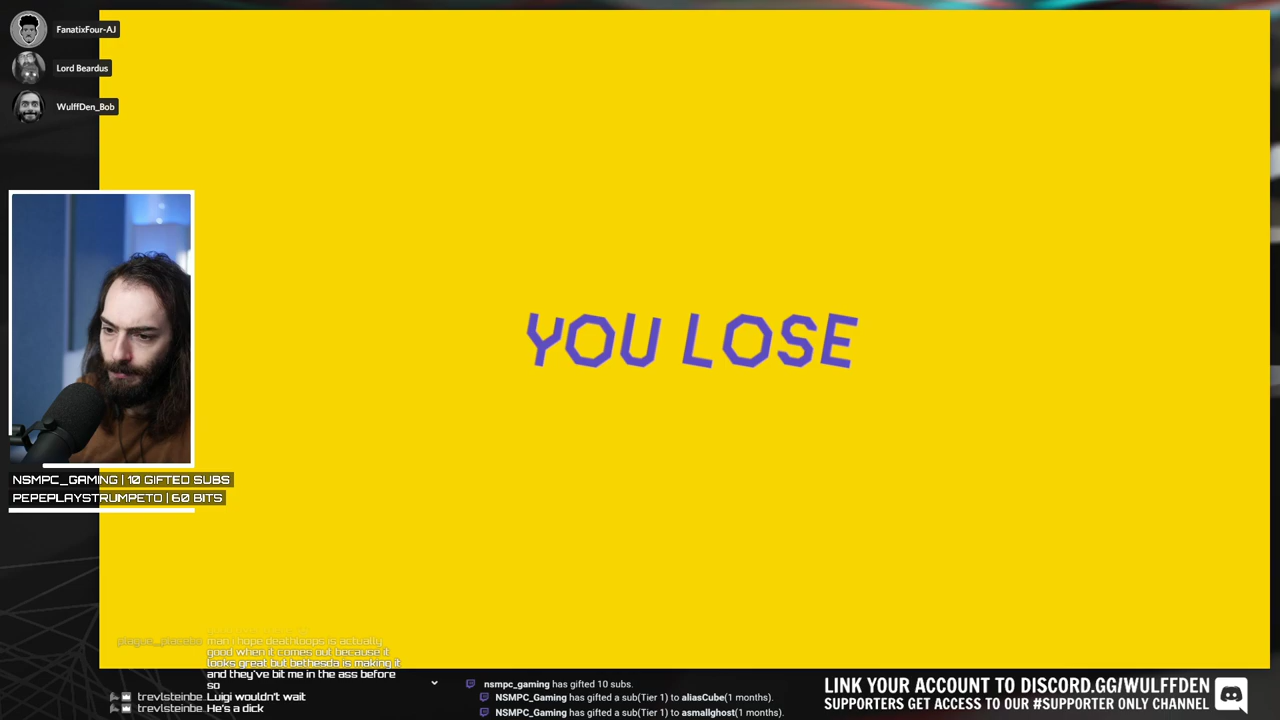 FanatixFour-AJ
Lord Beardus
WulffDen_Bob
YOU LOSE
NSMPC_GAMING | 10 GIFTED SUBS
PEPEPLAYSTRUMPETO | 60 BITS
plague_placebo man i hope deathloops is actually
good when it comes out because it
looks great but bethesda is making it
and they've bit me in the ass before
so
trevlsteinbe.. Luigi wouldn't wait
trevlsteinbe.. He's a dick
nsmpc_gaming has gifted 10 subs.
NSMPC_Gaming has gifted a sub(Tier 1) to aliasCube(1 months).
NSMPC_Gaming has gifted a sub(Tier 1) to asmallghost(1 months).
LINK YOUR ACCOUNT TO DISCORD.GG/WULFFDEN
SUPPORTERS GET ACCESS TO OUR #SUPPORTER ONLY CHANNEL